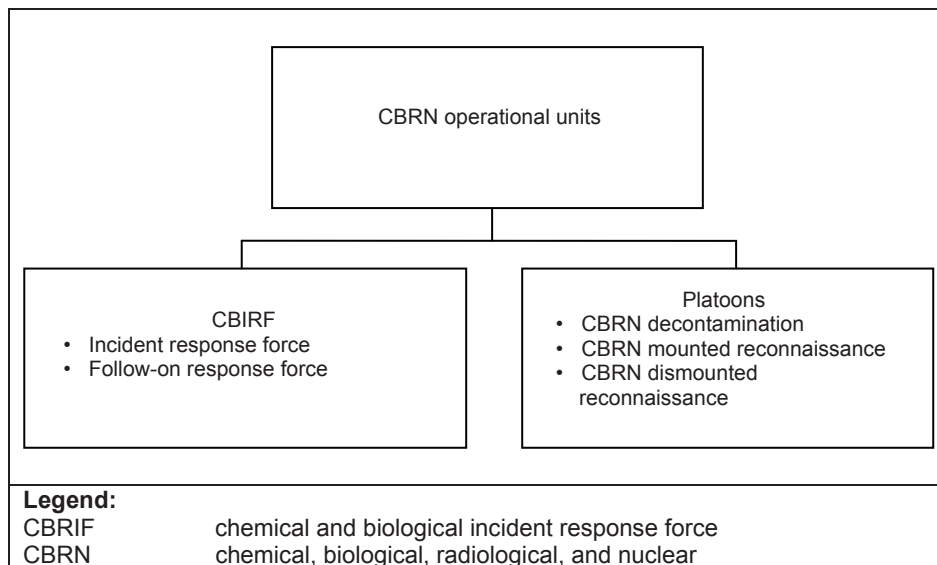 CBRN operational units
CBIRF
• Incident response force
• Follow-on response force
Platoons
• CBRN decontamination
• CBRN mounted reconnaissance
• CBRN dismounted
reconnaissance
Legend:
CBRIF chemical and biological incident response force
CBRN chemical, biological, radiological, and nuclear